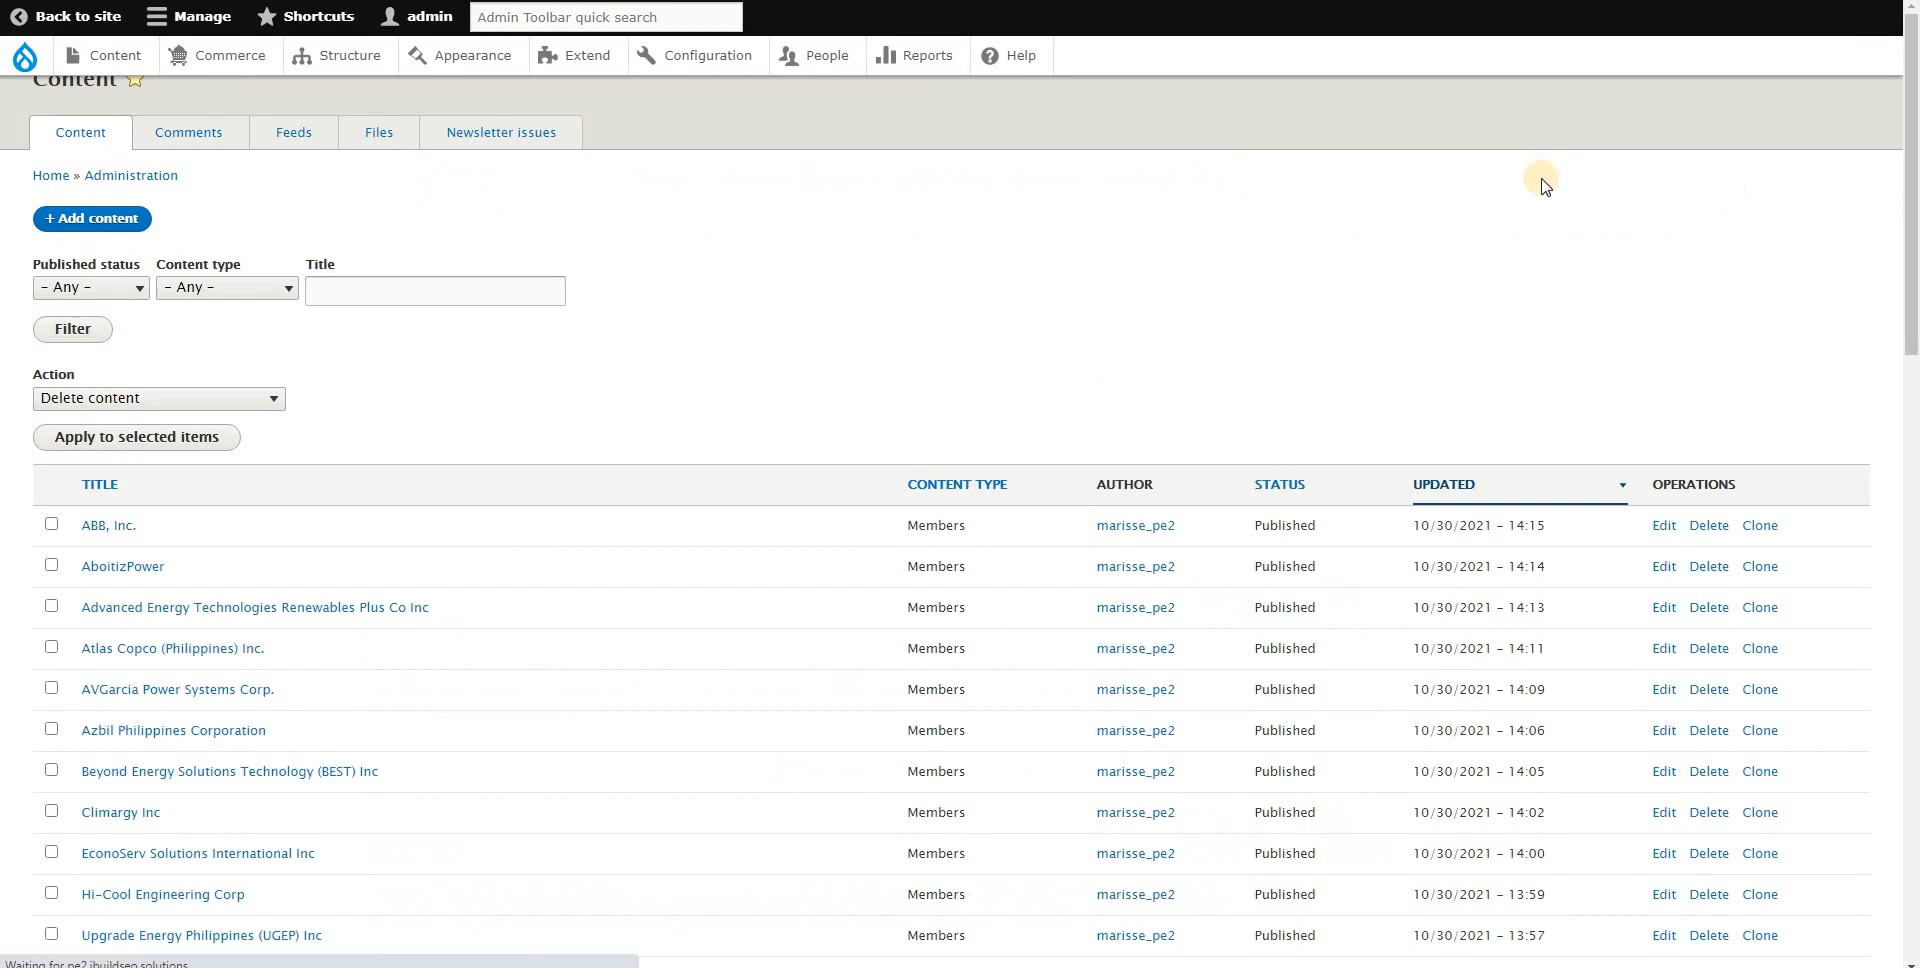 Back to site Manage Shortcuts admin Admin Toolbar quick search
Content Commerce Structure Appearance Extend Configuration People Reports Help
Content
Content Comments Feeds Files Newsletter issues
Home » Administration
+ Add content
Published status Content type Title
- Any - - Any -
Filter
Action
Delete content
Apply to selected items
TITLE CONTENT TYPE AUTHOR STATUS UPDATED OPERATIONS
ABB, Inc. Members marisse_pe2 Published 10/30/2021 - 14:15 Edit Delete Clone
AboitizPower Members marisse_pe2 Published 10/30/2021 - 14:14 Edit Delete Clone
Advanced Energy Technologies Renewables Plus Co Inc Members marisse_pe2 Published 10/30/2021 - 14:13 Edit Delete Clone
Atlas Copco (Philippines) Inc. Members marisse_pe2 Published 10/30/2021 - 14:11 Edit Delete Clone
AVGarcia Power Systems Corp. Members marisse_pe2 Published 10/30/2021 - 14:09 Edit Delete Clone
Azbil Philippines Corporation Members marisse_pe2 Published 10/30/2021 - 14:06 Edit Delete Clone
Beyond Energy Solutions Technology (BEST) Inc Members marisse_pe2 Published 10/30/2021 - 14:05 Edit Delete Clone
Climargy Inc Members marisse_pe2 Published 10/30/2021 - 14:02 Edit Delete Clone
EconoServ Solutions International Inc Members marisse_pe2 Published 10/30/2021 - 14:00 Edit Delete Clone
Hi-Cool Engineering Corp Members marisse_pe2 Published 10/30/2021 - 13:59 Edit Delete Clone
Upgrade Energy Philippines (UGEP) Inc Members marisse_pe2 Published 10/30/2021 - 13:57 Edit Delete Clone
Waiting for pe2.ibuildseo.solutions